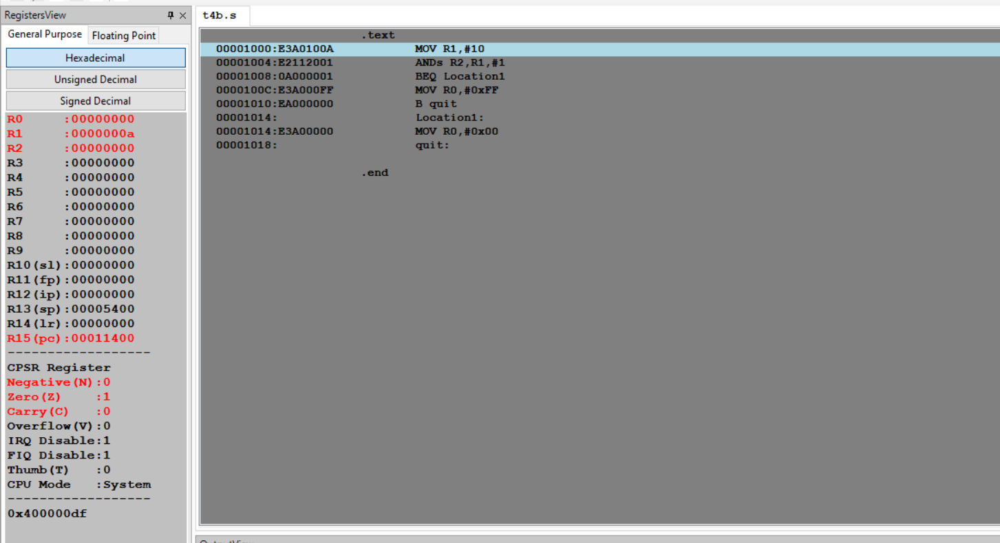 RegistersView
General Purpose
Floating Point
Hexadecimal
Unsigned Decimal
Signed Decimal
R0 :00000000
R1 :0000000a
R2 :00000000
R3 :00000000
R4 :00000000
R5 :00000000
R6 :00000000
R7 :00000000
R8 :00000000
R9 :00000000
R10(sl):00000000
R11(fp):00000000
R12(ip):00000000
R13(sp):00005400
R14(lr):00000000
R15(pc):00011400
------------------
CPSR Register
Negative(N):0
Zero(Z) :1
Carry(C) :0
Overflow(V):0
IRQ Disable:1
FIQ Disable:1
Thumb(T) :0
CPU Mode :System
------------------
0x400000df
t4b.s
.text
00001000:E3A0100A MOV R1,#10
00001004:E2112001 ANDs R2,R1,#1
00001008:0A000001 BEQ Location1
0000100C:E3A000FF MOV R0,#0xFF
00001010:EA000000 B quit
00001014: Location1:
00001014:E3A00000 MOV R0,#0x00
00001018: quit:
.end